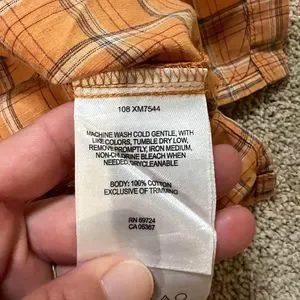 108 XM7544
MACHINE WASH COLD GENTLE, WITH
LIKE COLORS, TUMBLE DRY LOW,
REMOVE PROMPTLY, IRON MEDIUM,
NON-CHLORINE BLEACH WHEN
NEEDED, DRYCLEANABLE
BODY: 100% COTTON
EXCLUSIVE OF TRIMMING
RN 69724
CA 05367